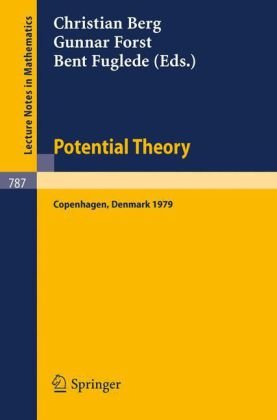 Christian Berg
Gunnar Forst
Bent Fuglede (Eds.)
Lecture Notes in Mathematics
787
Potential Theory
Copenhagen, Denmark 1979
Springer